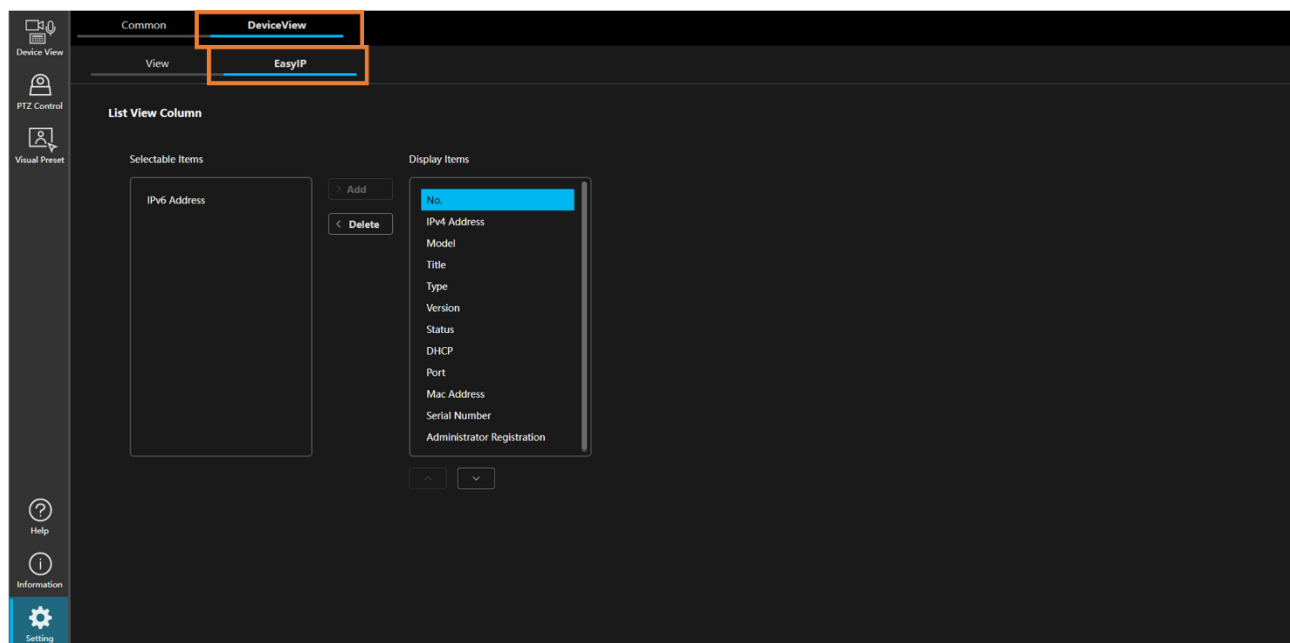 Device View
PTZ Control
Visual Preset
Help
Information
Setting
Common
DeviceView
View
EasyIP
List View Column
Selectable Items
IPv6 Address
> Add
< Delete
Display Items
No.
IPv4 Address
Model
Title
Type
Version
Status
DHCP
Port
Mac Address
Serial Number
Administrator Registration